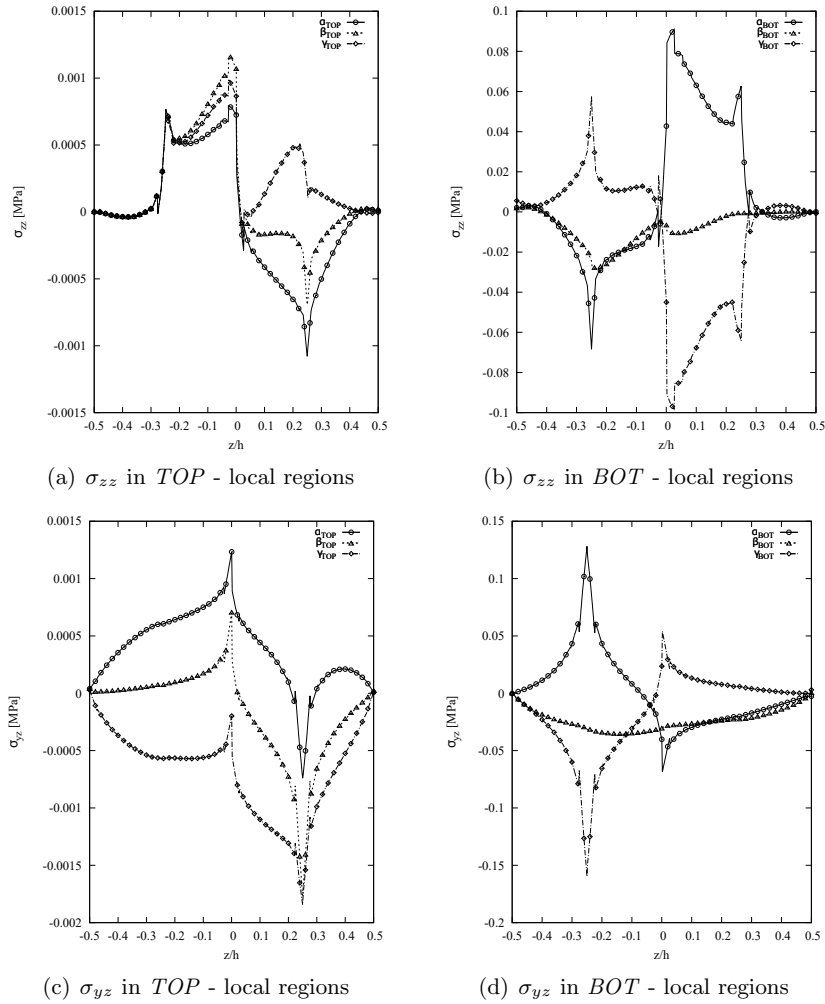 0.0015
0.001
0.0005
0
-0.0005
-0.001
-0.0015
σzz [MPa]
-0.5 -0.4 -0.3 -0.2 -0.1 0 0.1 0.2 0.3 0.4 0.5
z/h
αTOP
βTOP
γTOP
(a) σzz in TOP - local regions
0.1
0.08
0.06
0.04
0.02
0
-0.02
-0.04
-0.06
-0.08
-0.1
σzz [MPa]
-0.5 -0.4 -0.3 -0.2 -0.1 0 0.1 0.2 0.3 0.4 0.5
z/h
αBOT
βBOT
γBOT
(b) σzz in BOT - local regions
0.0015
0.001
0.0005
0
-0.0005
-0.001
-0.0015
-0.002
σyz [MPa]
-0.5 -0.4 -0.3 -0.2 -0.1 0 0.1 0.2 0.3 0.4 0.5
z/h
αTOP
βTOP
γTOP
(c) σyz in TOP - local regions
0.15
0.1
0.05
0
-0.05
-0.1
-0.15
-0.2
σyz [MPa]
-0.5 -0.4 -0.3 -0.2 -0.1 0 0.1 0.2 0.3 0.4 0.5
z/h
αBOT
βBOT
γBOT
(d) σyz in BOT - local regions